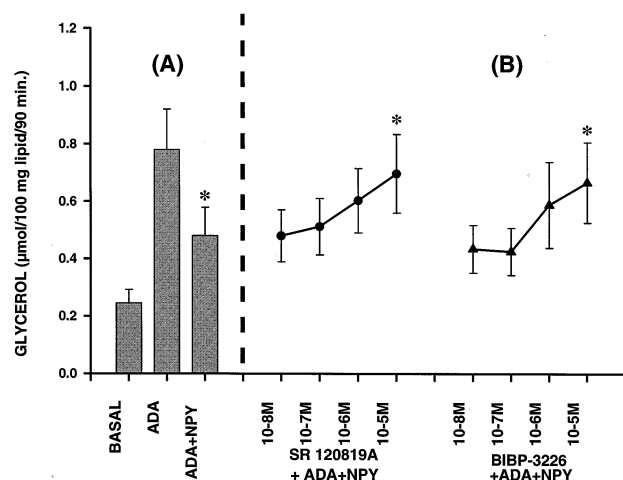 (A)
(B)
GLYCEROL (μmol/100 mg lipid/90 min.)
1.2
1.0
0.8
0.6
0.4
0.2
0.0
*
*
*
BASAL
ADA
ADA+NPY
10-8M
10-7M
10-6M
10-5M
SR 120819A
+ ADA+NPY
10-8M
10-7M
10-6M
10-5M
BIBP-3226
+ADA+NPY